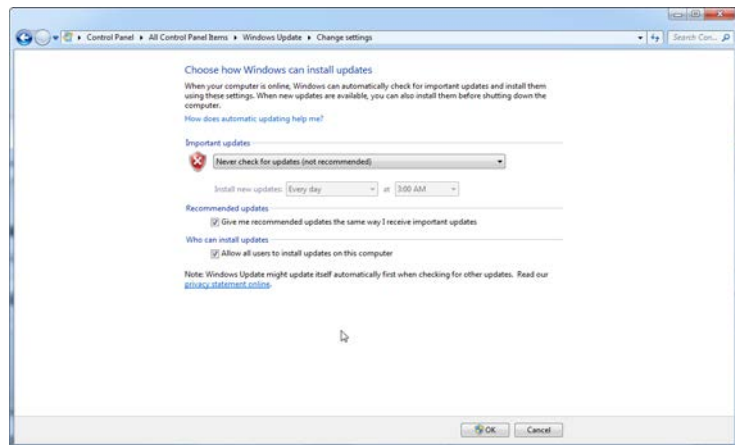 Control Panel ▸ All Control Panel Items ▸ Windows Update ▸ Change settings
Search Con...
Choose how Windows can install updates
When your computer is online, Windows can automatically check for important updates and install them
using these settings. When new updates are available, you can also install them before shutting down the
computer.
How does automatic updating help me?
Important updates
Never check for updates (not recommended)
Install new updates: Every day at 3:00 AM
Recommended updates
Give me recommended updates the same way I receive important updates
Who can install updates
Allow all users to install updates on this computer
Note: Windows Update might update itself automatically first when checking for other updates. Read our
privacy statement online.
OK Cancel